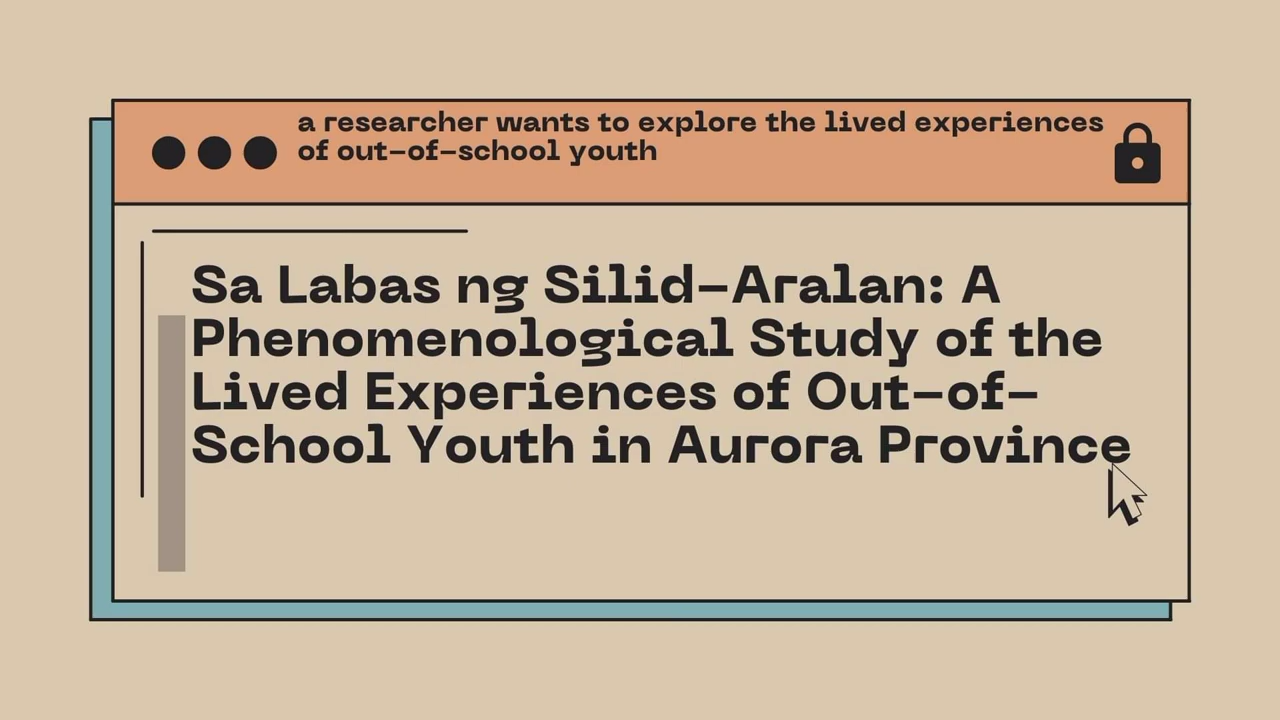 a researcher wants to explore the lived experiences
of out-of-school youth
Sa Labas ng Silid-Aralan: A
Phenomenological Study of the
Lived Experiences of Out-of-
School Youth in Aurora Province